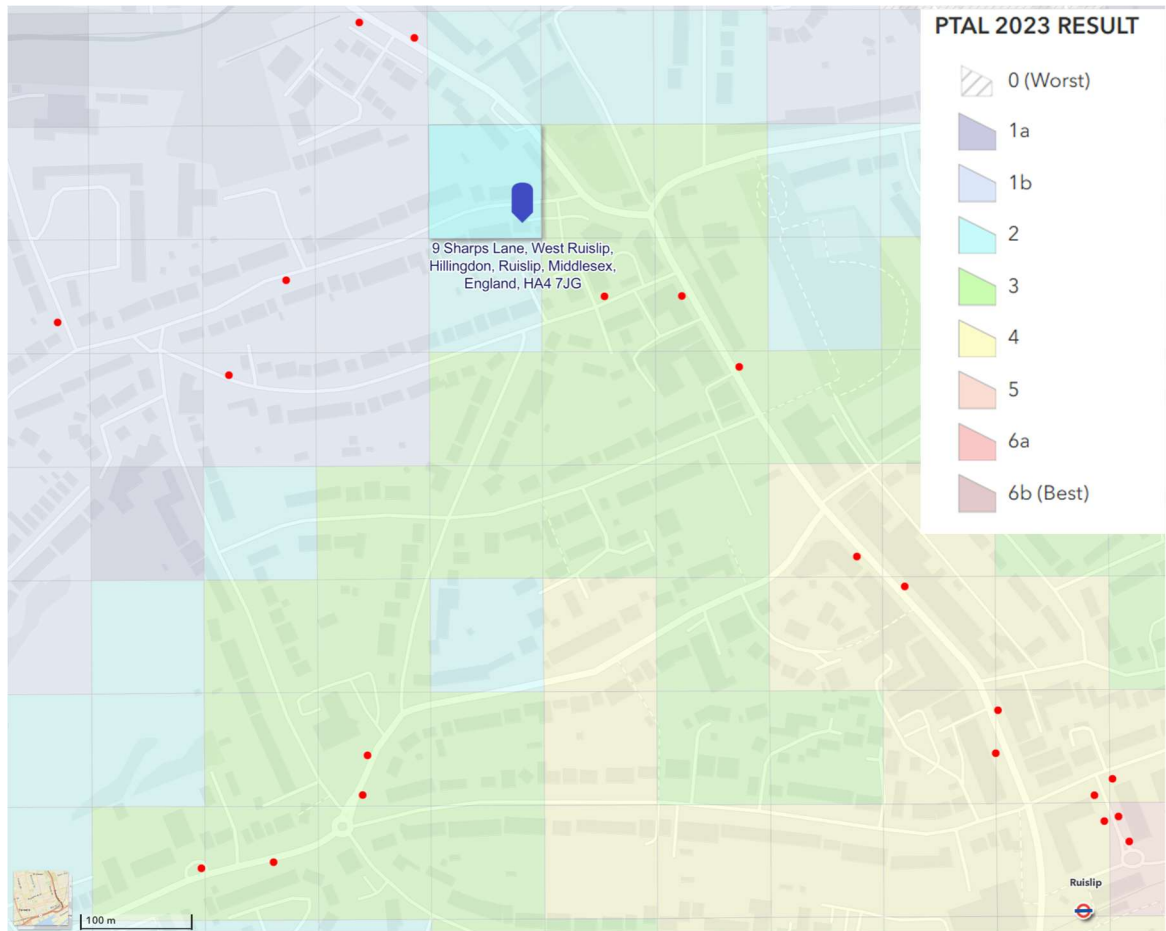 PTAL 2023 RESULT
0 (Worst)
1a
1b
2
3
4
5
6a
6b (Best)
9 Sharps Lane, West Ruislip,
Hillingdon, Ruislip, Middlesex,
England, HA4 7JG
Ruislip
100 m